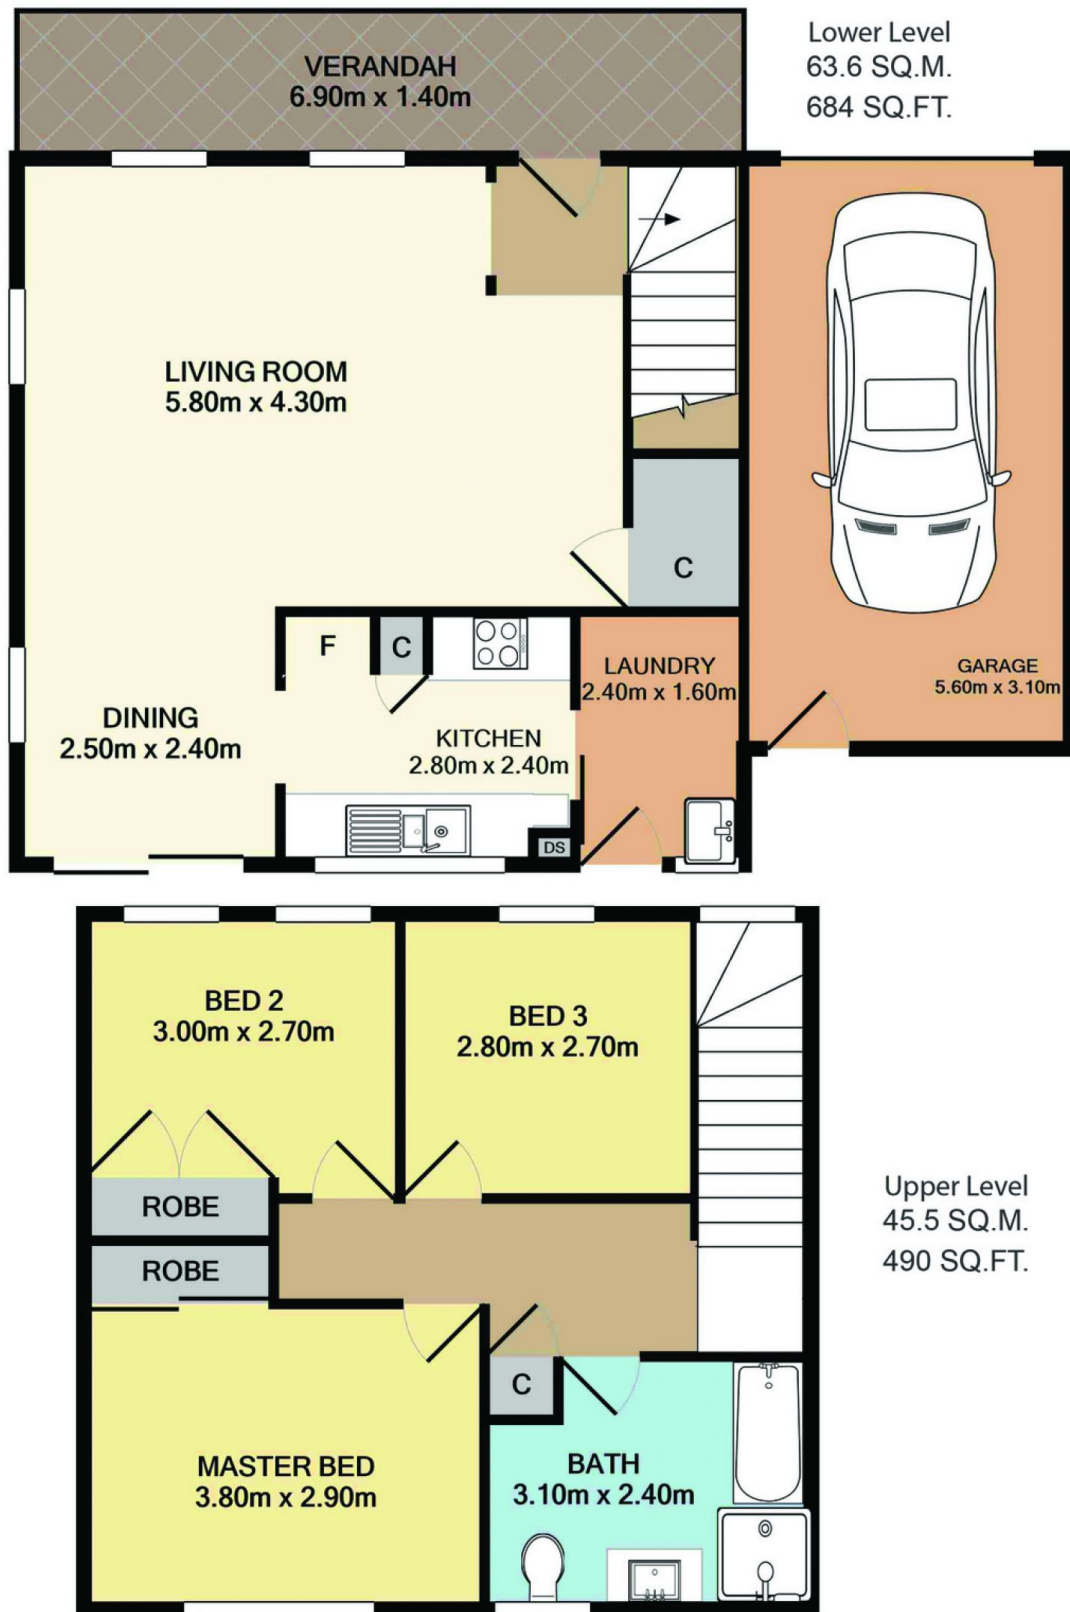 VERANDAH
6.90m x 1.40m
Lower Level
63.6 SQ.M.
684 SQ.FT.
LIVING ROOM
5.80m x 4.30m
C
F
C
LAUNDRY
2.40m x 1.60m
GARAGE
5.60m x 3.10m
DINING
2.50m x 2.40m
KITCHEN
2.80m x 2.40m
DS
BED 2
3.00m x 2.70m
BED 3
2.80m x 2.70m
ROBE
ROBE
Upper Level
45.5 SQ.M.
490 SQ.FT.
C
MASTER BED
3.80m x 2.90m
BATH
3.10m x 2.40m